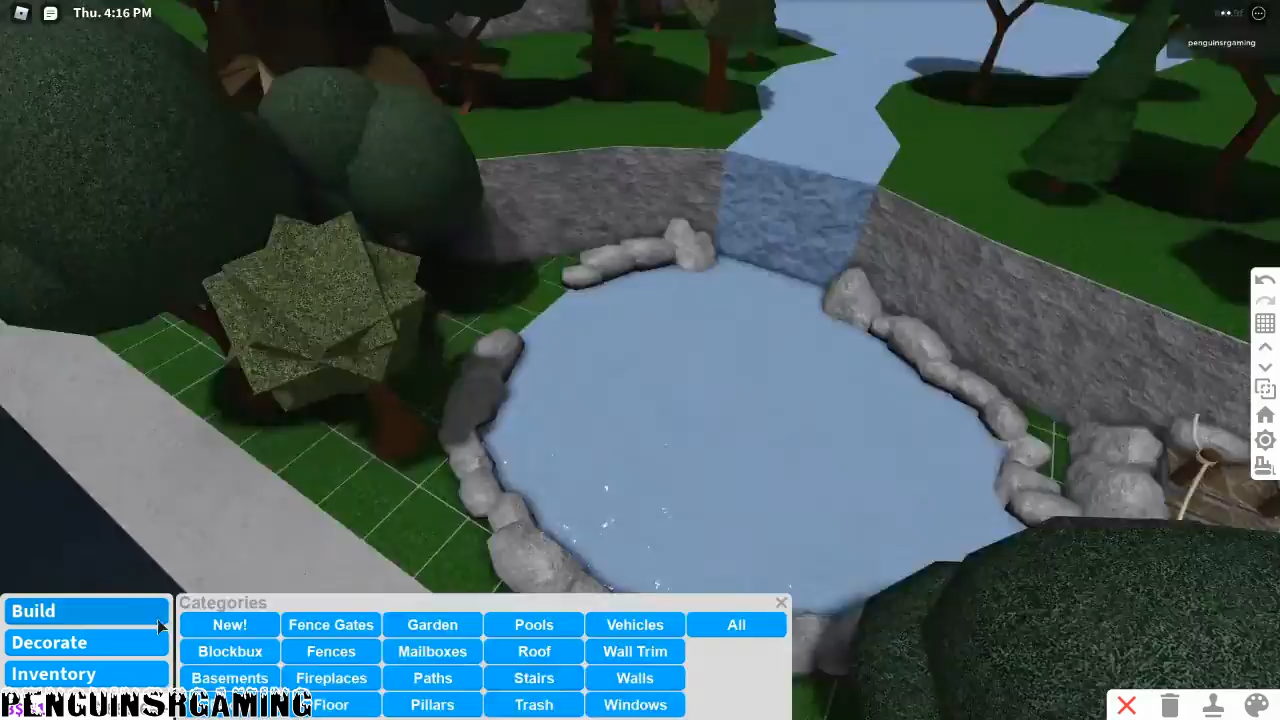 Thu. 4:16 PM
penguinsrgaming
Build
Decorate
Inventory
Categories
New! Fence Gates Garden Pools Vehicles All
Blockbux Fences Mailboxes Roof Wall Trim
Basements Fireplaces Paths Stairs Walls
Floor Pillars Trash Windows
PENGUINSRGAMING